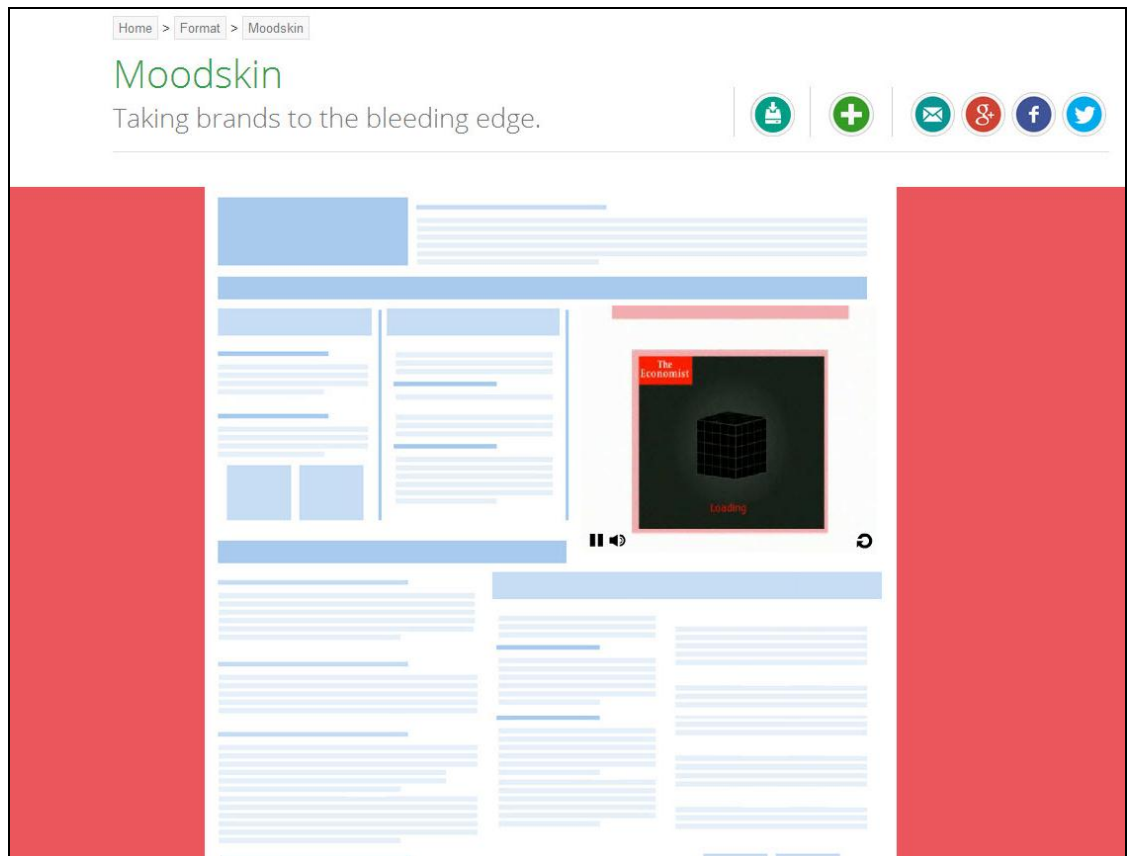 Home > Format > Moodskin
Moodskin
Taking brands to the bleeding edge.
g+ f
The
Economist
Loading